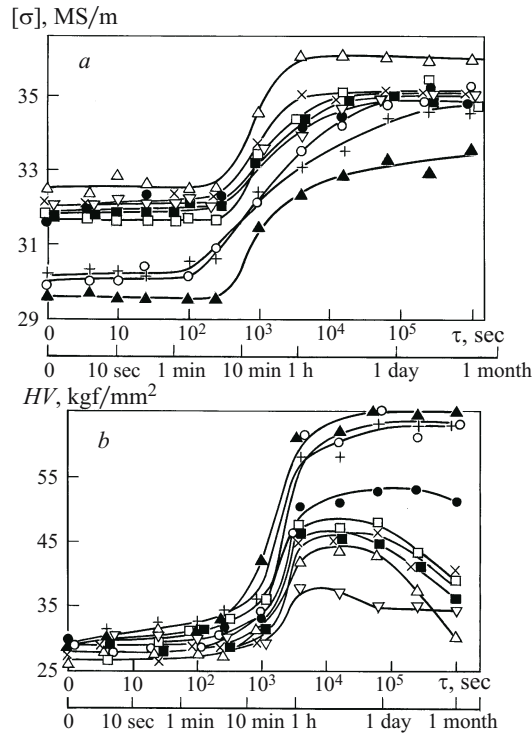 [σ], MS/m
a
35
33
31
29
0 10 10² 10³ 10⁴ 10⁵ τ, sec
0 10 sec 1 min 10 min 1 h 1 day 1 month
HV, kgf/mm²
b
55
45
35
25
0 10 10² 10³ 10⁴ 10⁵ τ, sec
0 10 sec 1 min 10 min 1 h 1 day 1 month